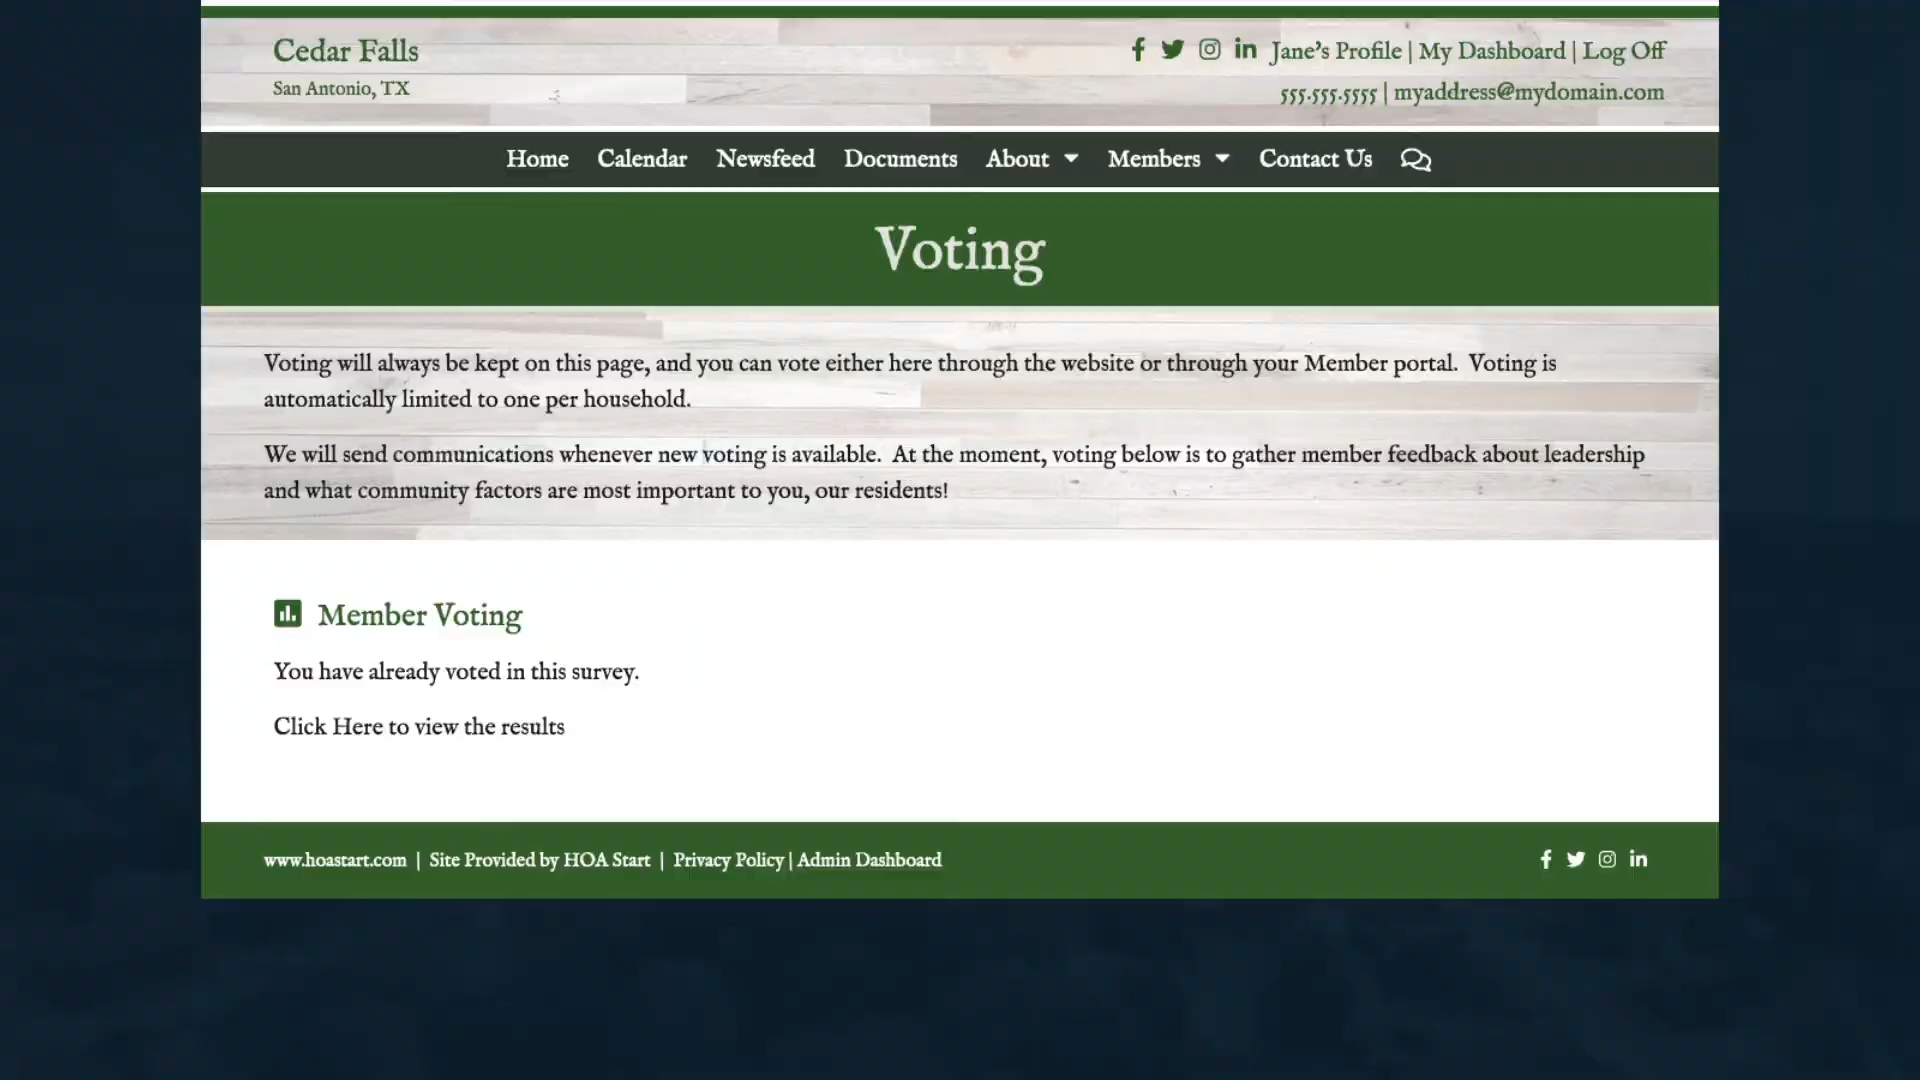 Cedar Falls
Jane's Profile | My Dashboard | Log Off
San Antonio, TX
555.555.5555 | myaddress@mydomain.com
Home Calendar Newsfeed Documents About Members Contact Us
Voting
Voting will always be kept on this page, and you can vote either here through the website or through your Member portal. Voting is
automatically limited to one per household.
We will send communications whenever new voting is available. At the moment, voting below is to gather member feedback about leadership
and what community factors are most important to you, our residents!
Member Voting
You have already voted in this survey.
Click Here to view the results
www.hoastart.com | Site Provided by HOA Start | Privacy Policy | Admin Dashboard